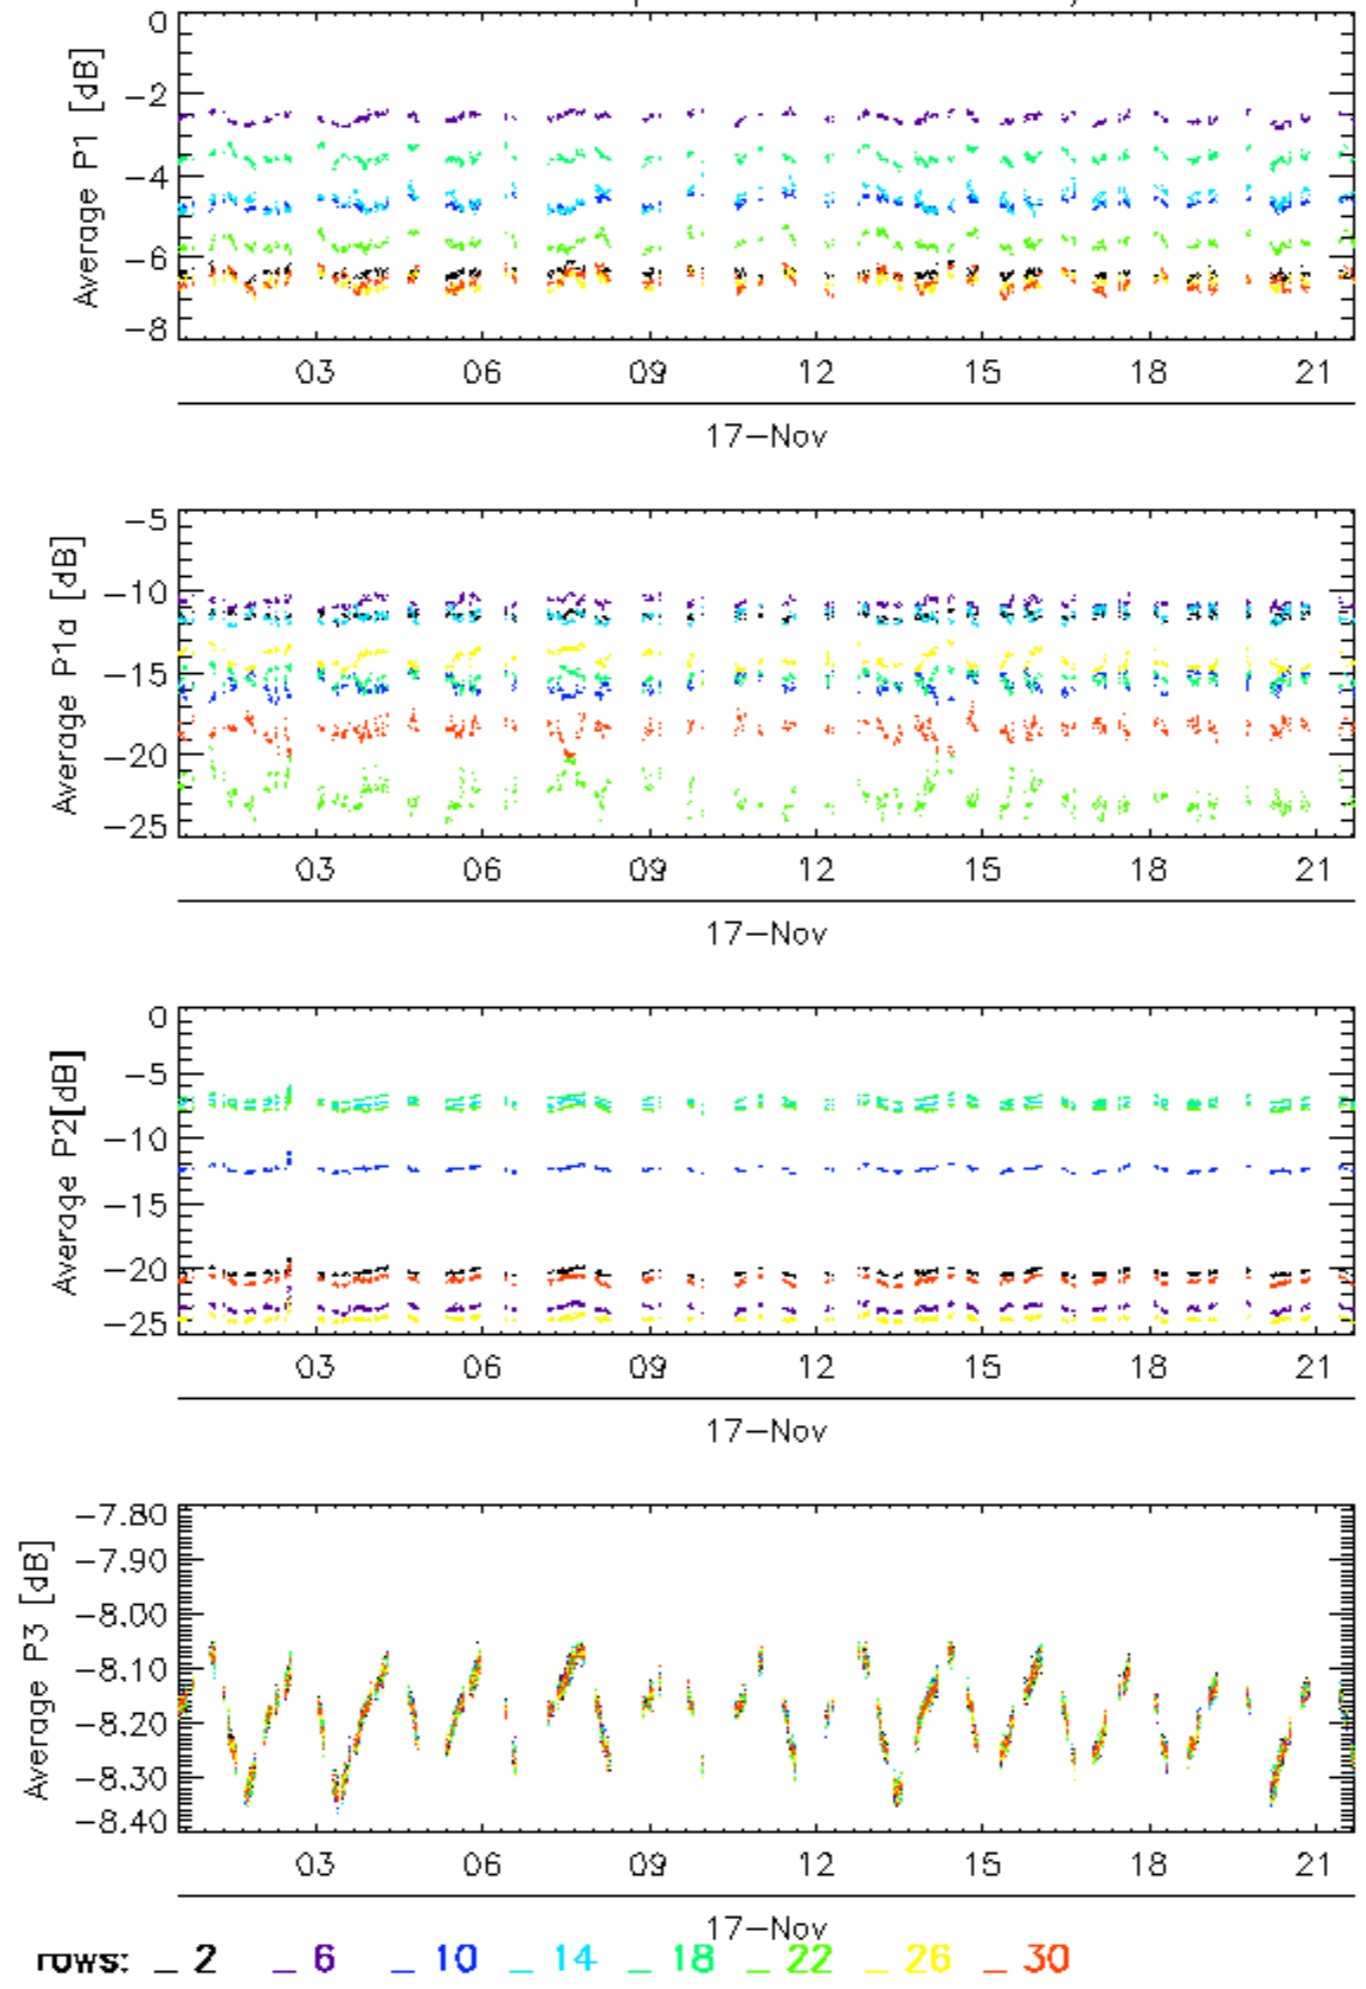 0
−2
−4
−6
−8
Average P1 [dB]
03 06 09 12 15 18 21
17−Nov
−5
−10
−15
−20
−25
Average P1a [dB]
03 06 09 12 15 18 21
17−Nov
0
−5
−10
−15
−20
−25
Average P2[dB]
03 06 09 12 15 18 21
17−Nov
−7.80
−7.90
−8.00
−8.10
−8.20
−8.30
−8.40
Average P3 [dB]
03 06 09 12 15 18 21
17−Nov
rows: _ 2 _ 6 _ 10 _ 14 _ 18 _ 22 _ 26 _ 30